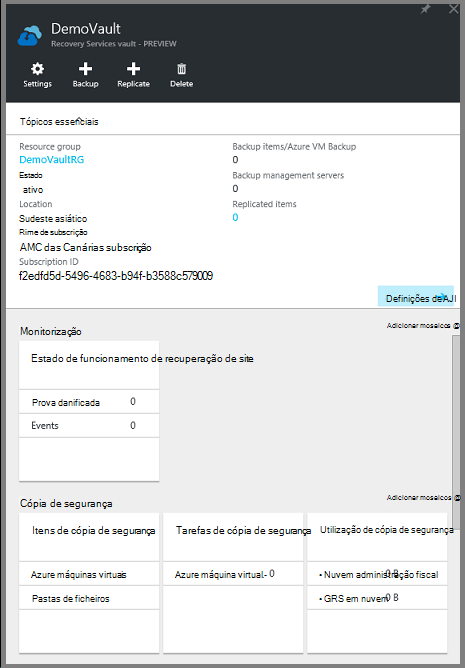 DemoVault
Recovery Services vault - PREVIEW
Settings Backup Replicate Delete
Tópicos essenciais
Resource group
DemoVaultRG
Estado
ativo
Location
Sudeste asiático
Rime de subscrição
AMC das Canárias subscrição
Subscription ID
f2edfd5d-5496-4683-b94f-b3588c579009
Backup items/Azure VM Backup
0
Backup management servers
0
Replicated items
0
Definições de AJI
Adicionar mosaicos
Monitorização
Estado de funcionamento de recuperação de site
Prova danificada 0
Events 0
Adicionar mosaicos
Cópia de segurança
Itens de cópia de segurança
Azure máquinas virtuais
Pastas de ficheiros
Tarefas de cópia de segurança
Azure máquina virtual- 0
Utilização de cópia de segurança
• Nuvem administração fiscal 0 B
• GRS em nuvem 0 B